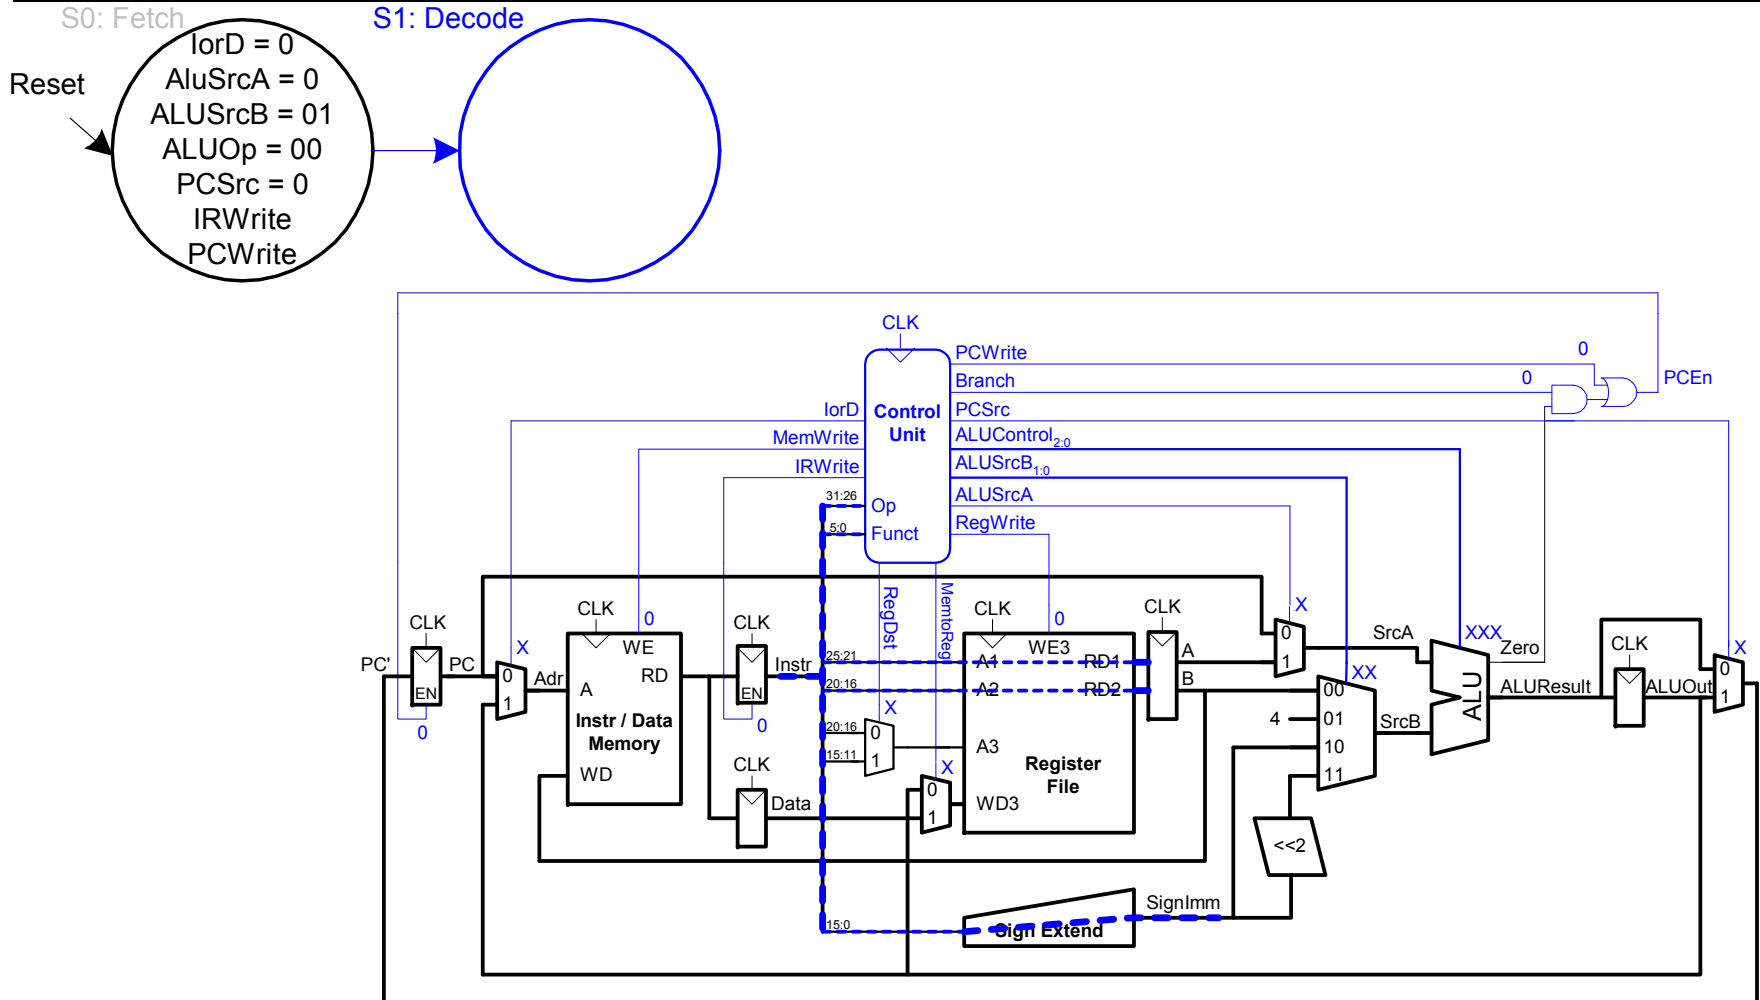 S0: Fetch
S1: Decode
Reset
IorD = 0
AluSrcA = 0
ALUSrcB = 01
ALUOp = 00
PCSrc = 0
IRWrite
PCWrite
CLK
PCWrite
0
Branch
0
PCEn
IorD
Control
Unit
PCSrc
MemWrite
ALUControl2:0
IRWrite
ALUSrcB1:0
31:26
Op
ALUSrcA
5:0
Funct
RegWrite
RegDst
MemtoReg
CLK
CLK
0
CLK
CLK
0
CLK
X
SrcA
XXX
Zero
CLK
X
PC'
PC
EN
0
X
0
1
Adr
WE
A
RD
Instr / Data
Memory
WD
EN
0
Instr
25:21
A1
WE3
RD1
20:16
A2
RD2
A
B
0
1
XX
00
4
01
10
11
SrcB
ALU
ALUResult
ALUOut
0
1
X
20:16
0
15:11
1
A3
Register
File
CLK
Data
X
0
1
WD3
<<2
SignImm
15:0
Sign Extend